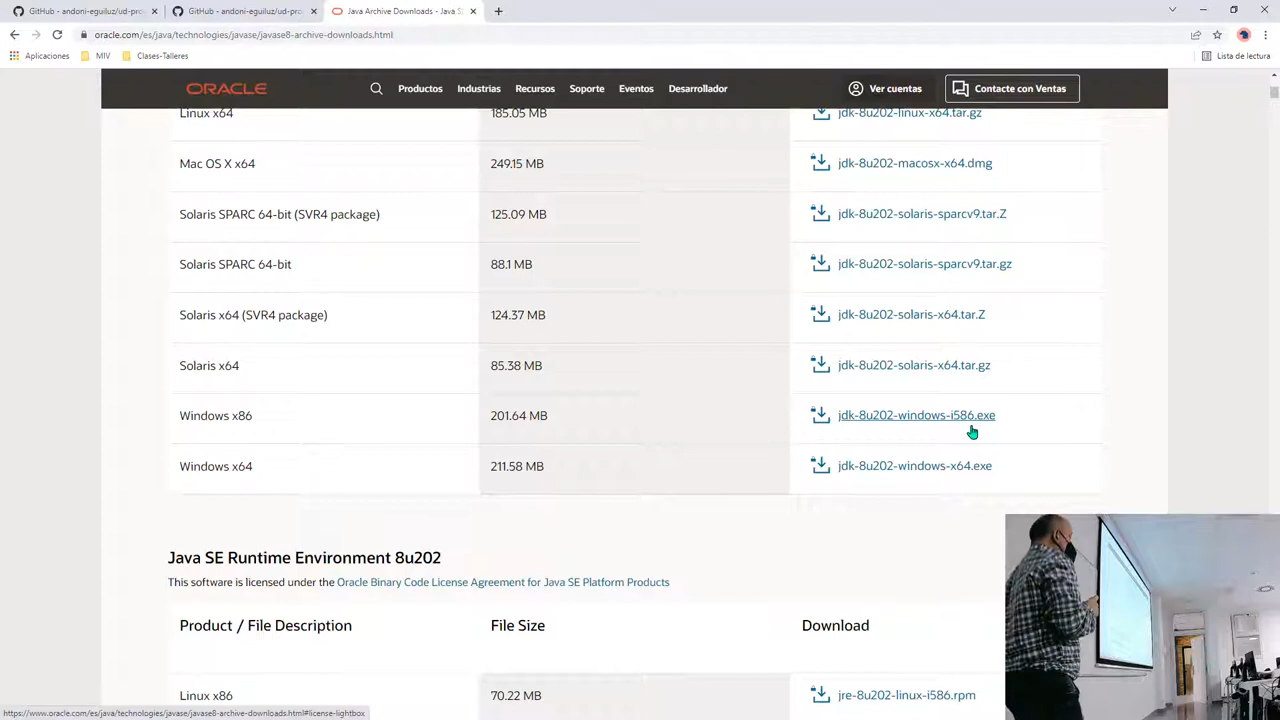 GitHub - andoni-eguiluz/ud-pro
GitHub - andoni-eguiluz/ud-pro
Java Archive Downloads - Java S
oracle.com/es/java/technologies/javase/javase8-archive-downloads.html
Aplicaciones
MIV
Clases-Talleres
Lista de lectura
ORACLE
Productos
Industrias
Recursos
Soporte
Eventos
Desarrollador
Ver cuentas
Contacte con Ventas
Linux x64 185.05 MB jdk-8u202-linux-x64.tar.gz
Mac OS X x64 249.15 MB jdk-8u202-macosx-x64.dmg
Solaris SPARC 64-bit (SVR4 package) 125.09 MB jdk-8u202-solaris-sparcv9.tar.Z
Solaris SPARC 64-bit 88.1 MB jdk-8u202-solaris-sparcv9.tar.gz
Solaris x64 (SVR4 package) 124.37 MB jdk-8u202-solaris-x64.tar.Z
Solaris x64 85.38 MB jdk-8u202-solaris-x64.tar.gz
Windows x86 201.64 MB jdk-8u202-windows-i586.exe
Windows x64 211.58 MB jdk-8u202-windows-x64.exe
Java SE Runtime Environment 8u202
This software is licensed under the Oracle Binary Code License Agreement for Java SE Platform Products
Product / File Description File Size Download
Linux x86 70.22 MB jre-8u202-linux-i586.rpm
https://www.oracle.com/es/java/technologies/javase/javase8-archive-downloads.html#license-lightbox